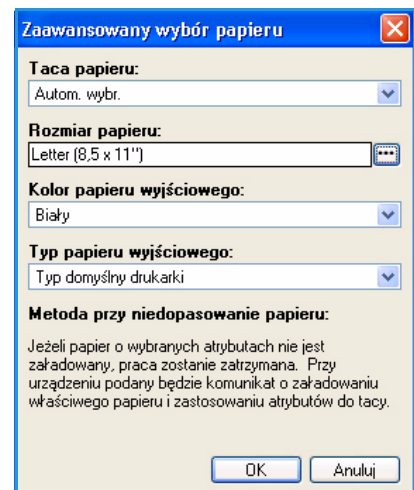 Zaawansowany wybór papieru
Taca papieru:
Autom. wybr.
Rozmiar papieru:
Letter (8,5 x 11")
Kolor papieru wyjściowego:
Biały
Typ papieru wyjściowego:
Typ domyślny drukarki
Metoda przy niedopasowanie papieru:
Jeżeli papier o wybranych atrybutach nie jest
załadowany, praca zostanie zatrzymana. Przy
urządzeniu podany będzie komunikat o załadowaniu
właściwego papieru i zastosowaniu atrybutów do tacy.
OK Anuluj